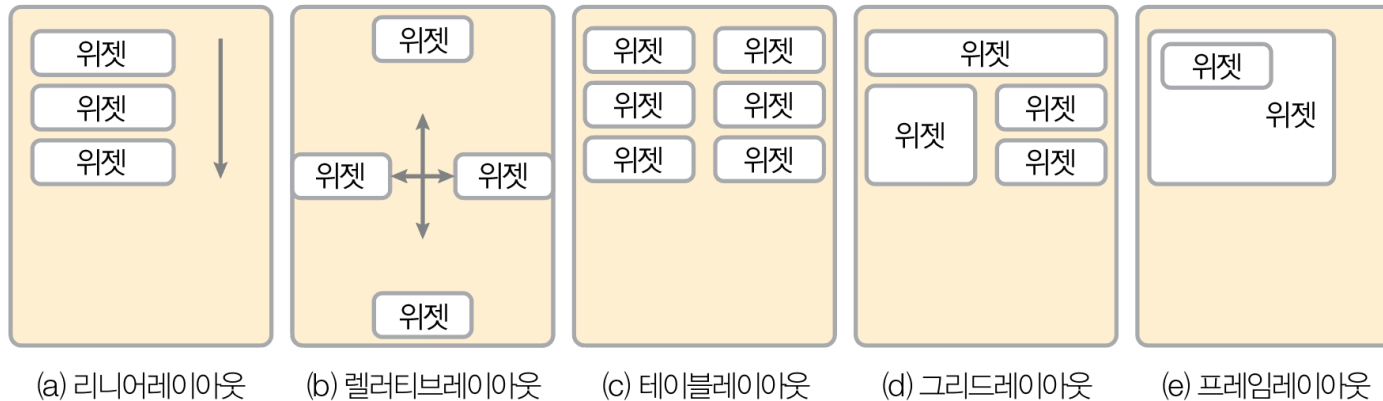 위젯
위젯
위젯
(a) 리니어레이아웃
위젯
위젯 위젯
위젯
(b) 렐러티브레이아웃
위젯 위젯
위젯 위젯
위젯 위젯
(c) 테이블레이아웃
위젯
위젯
위젯
위젯
(d) 그리드레이아웃
위젯
위젯
(e) 프레임레이아웃